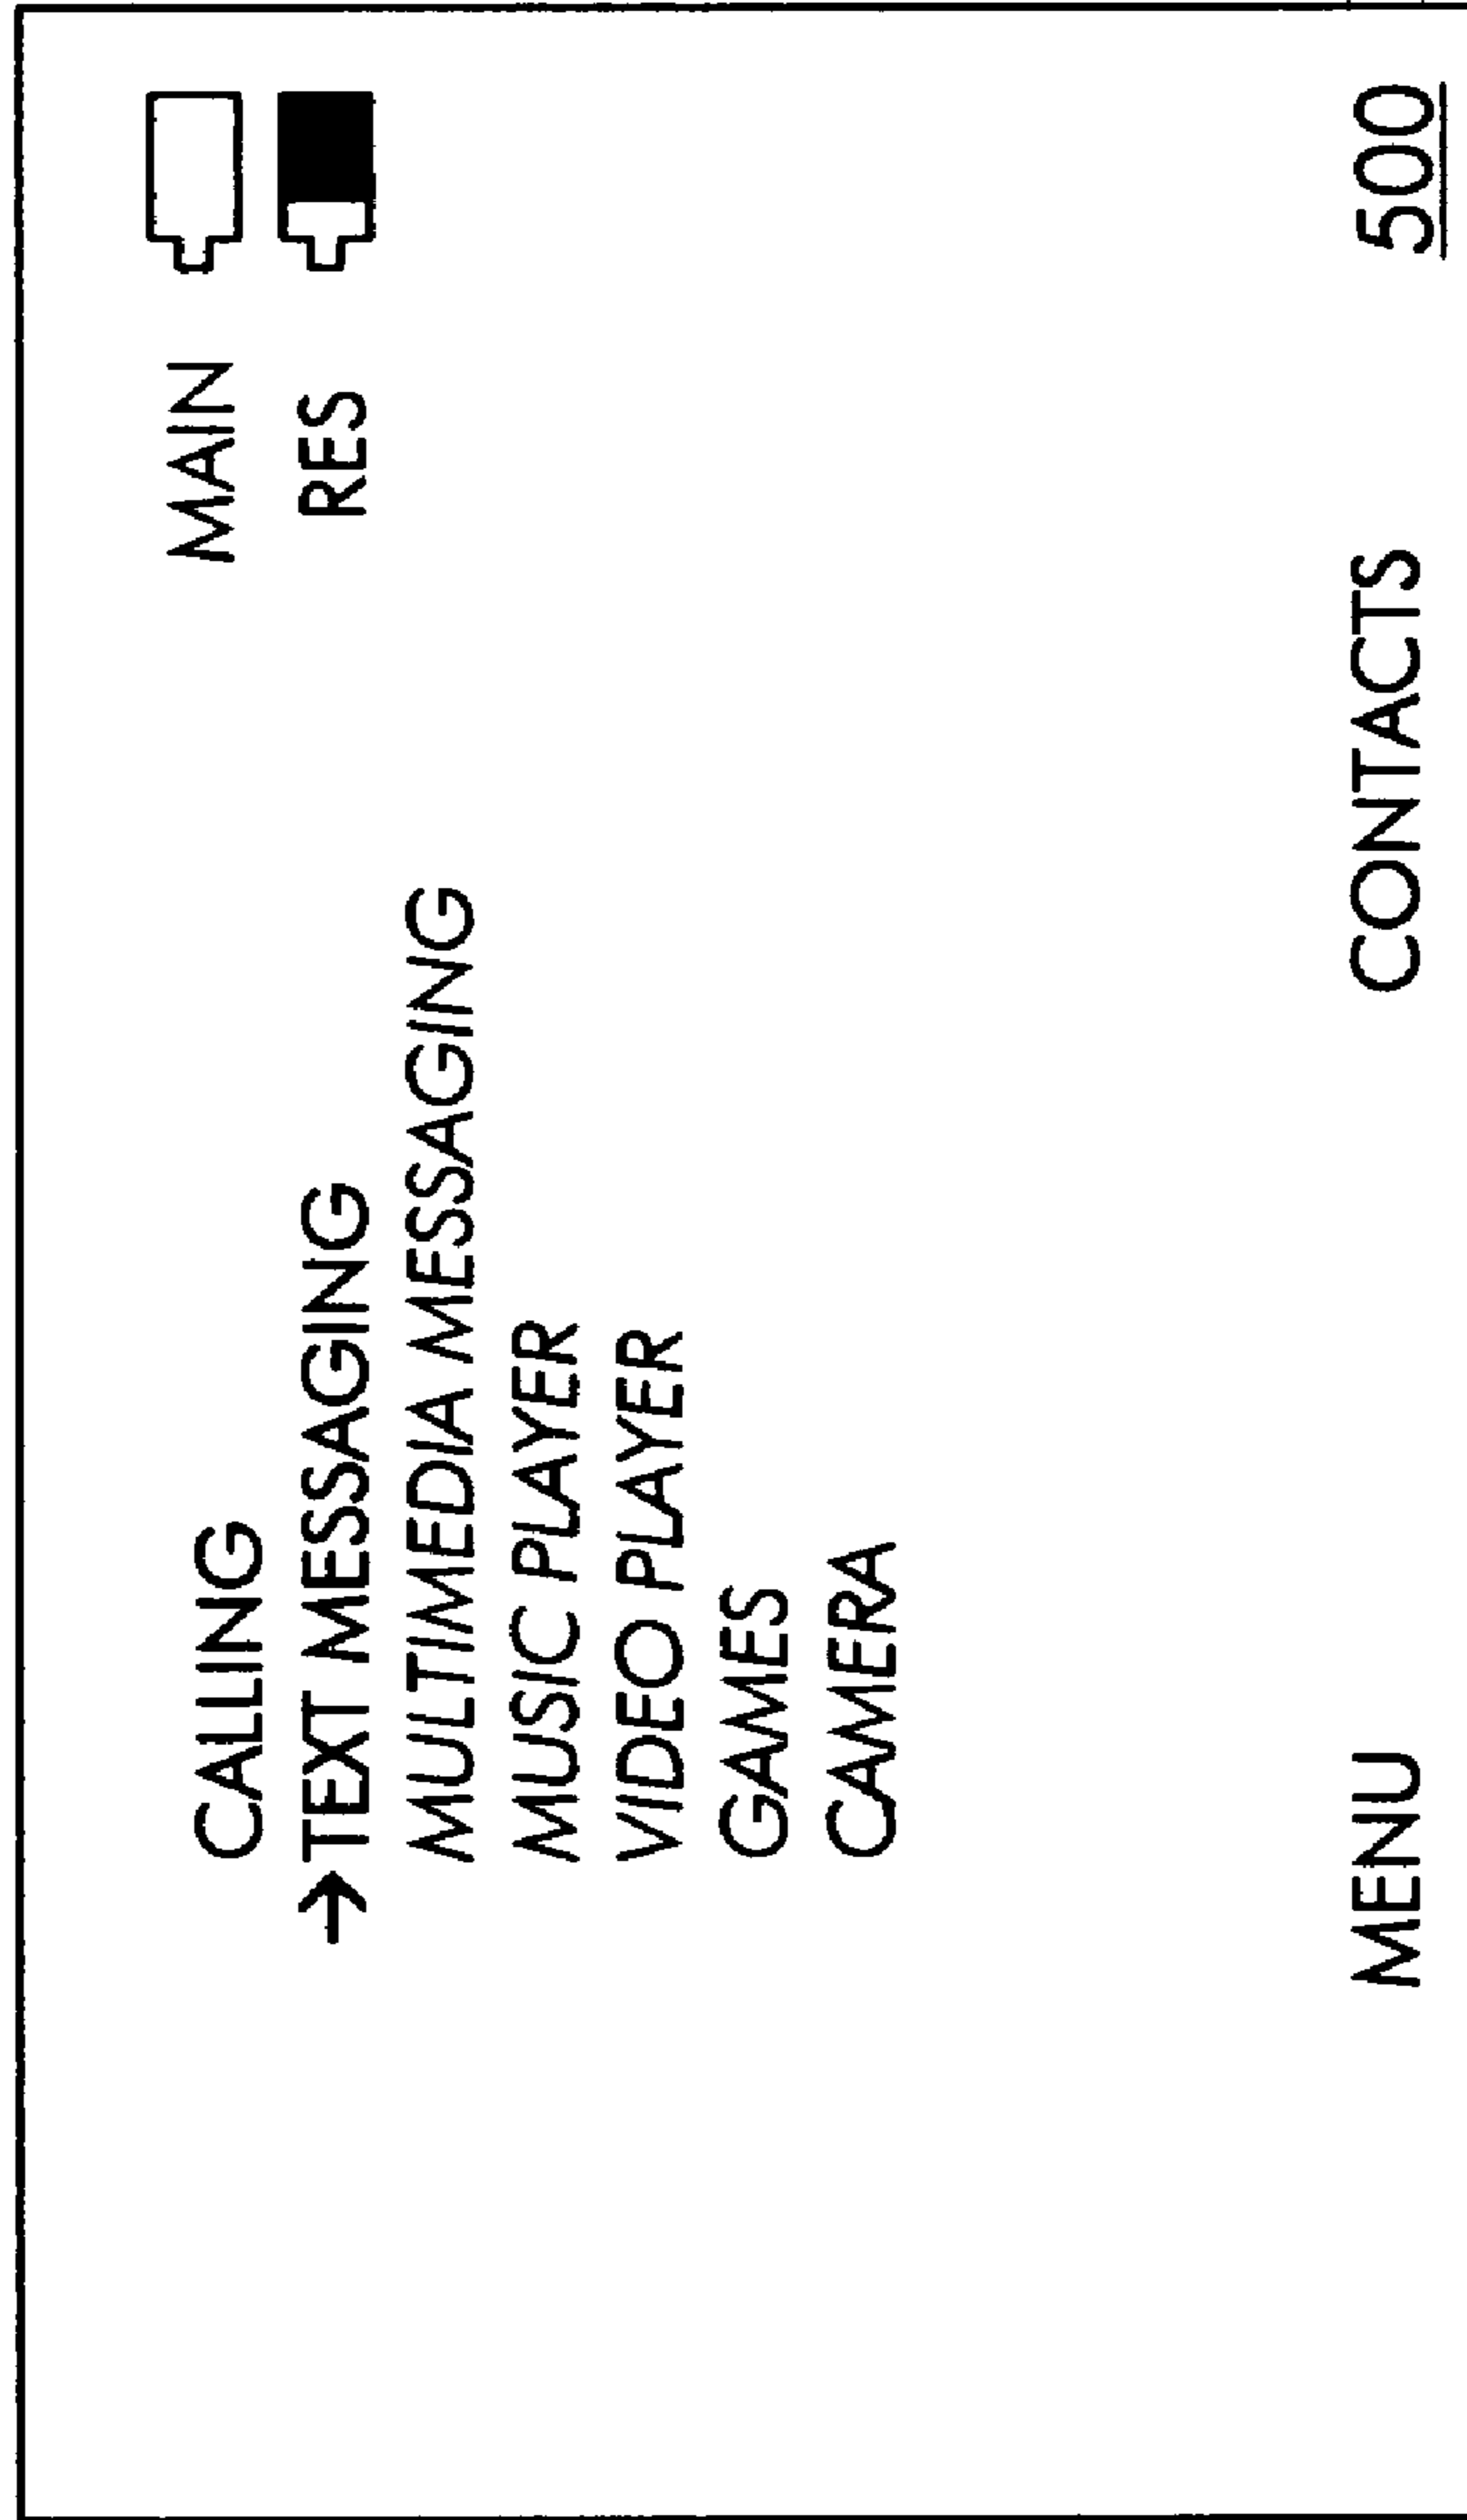 MAIN
RES
CALLING
→TEXT MESSAGING
MULTIMEDIA MESSAGING
MUSIC PLAYER
VIDEO PLAYER
GAMES
CAMERA
MENU CONTACTS
500